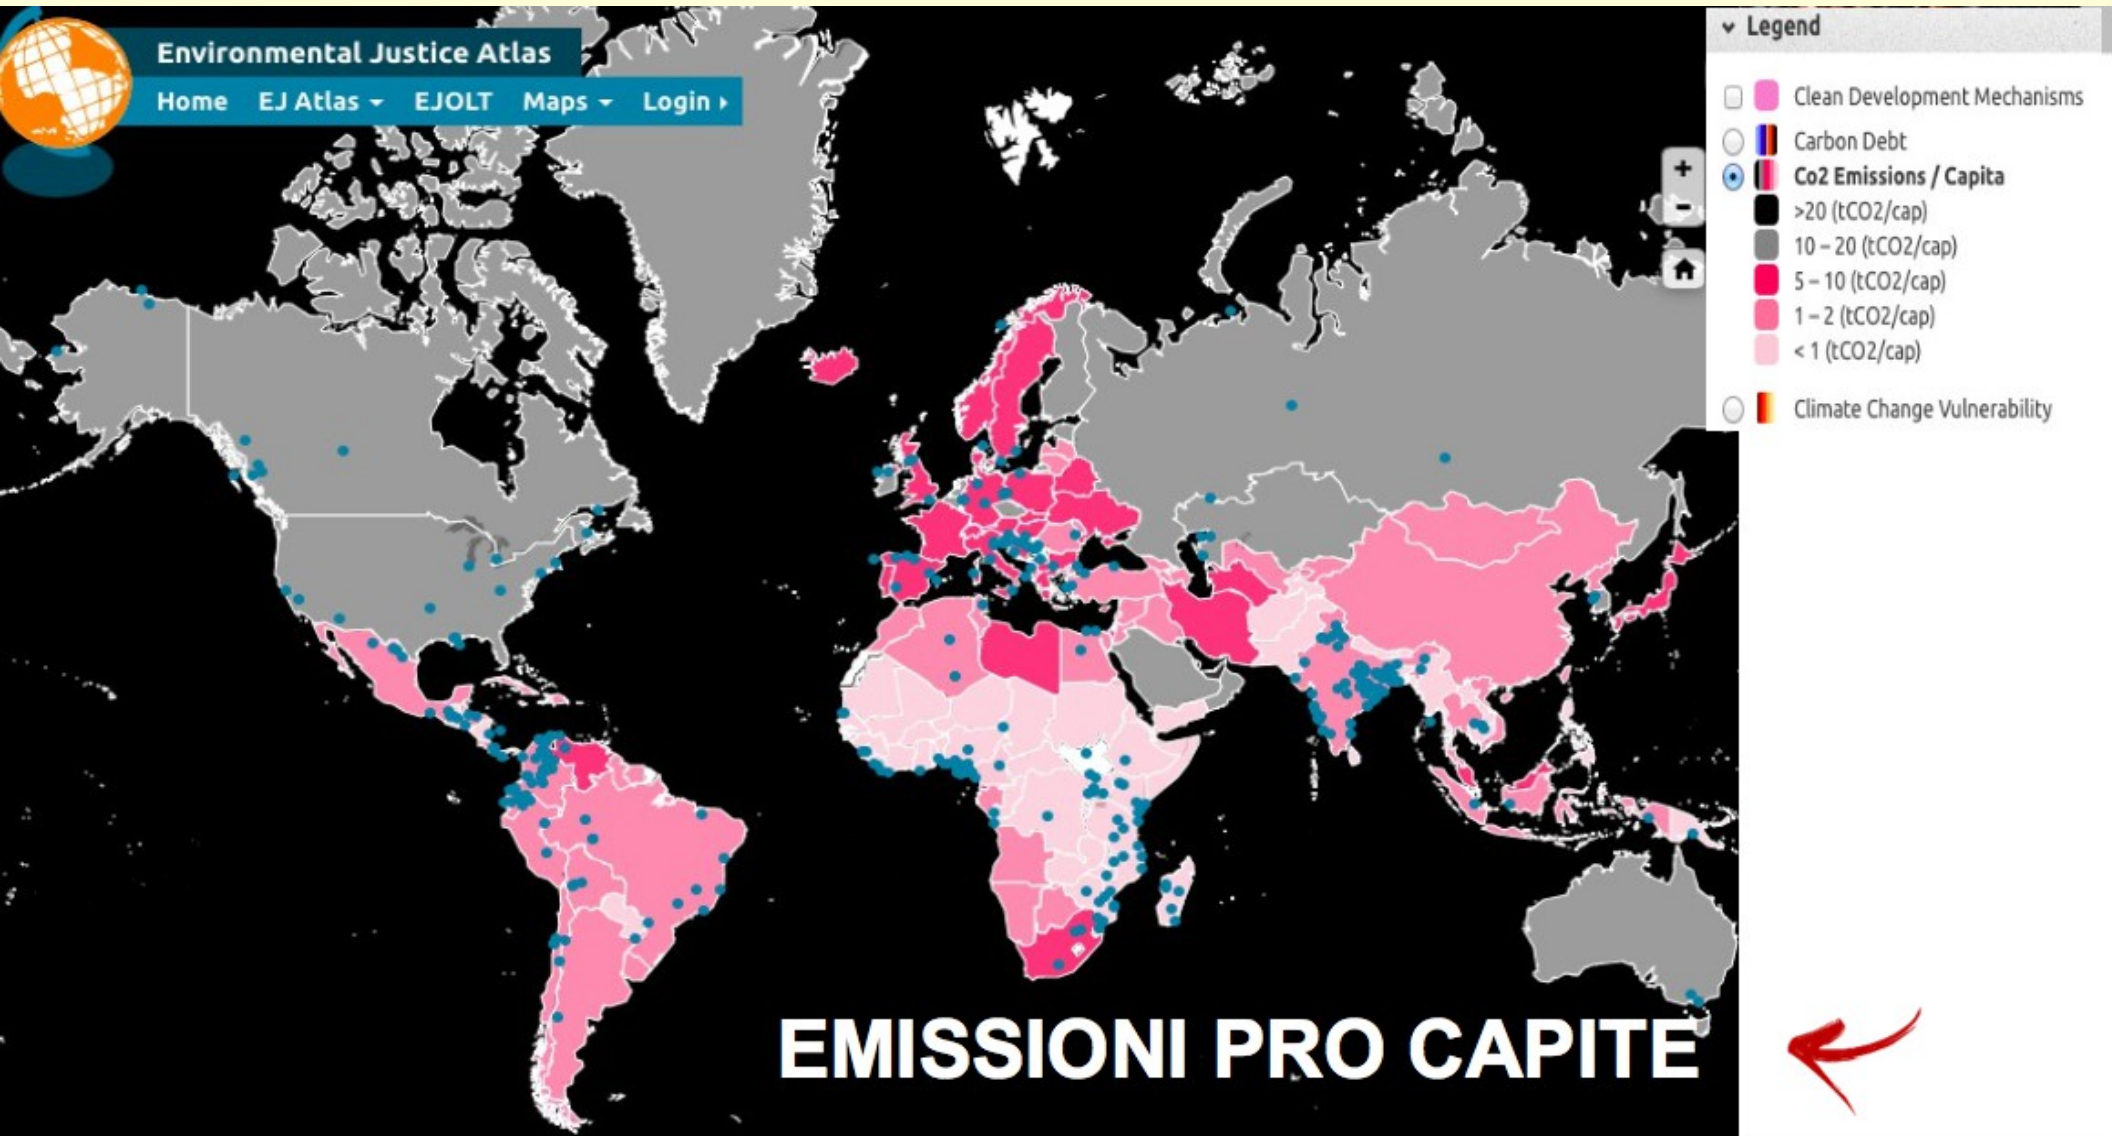 Environmental Justice Atlas
Home EJ Atlas EJOLT Maps Login
Legend
Clean Development Mechanisms
Carbon Debt
Co2 Emissions / Capita
>20 (tCO2/cap)
10 – 20 (tCO2/cap)
5 – 10 (tCO2/cap)
1 – 2 (tCO2/cap)
< 1 (tCO2/cap)
Climate Change Vulnerability
+
-
EMISSIONI PRO CAPITE